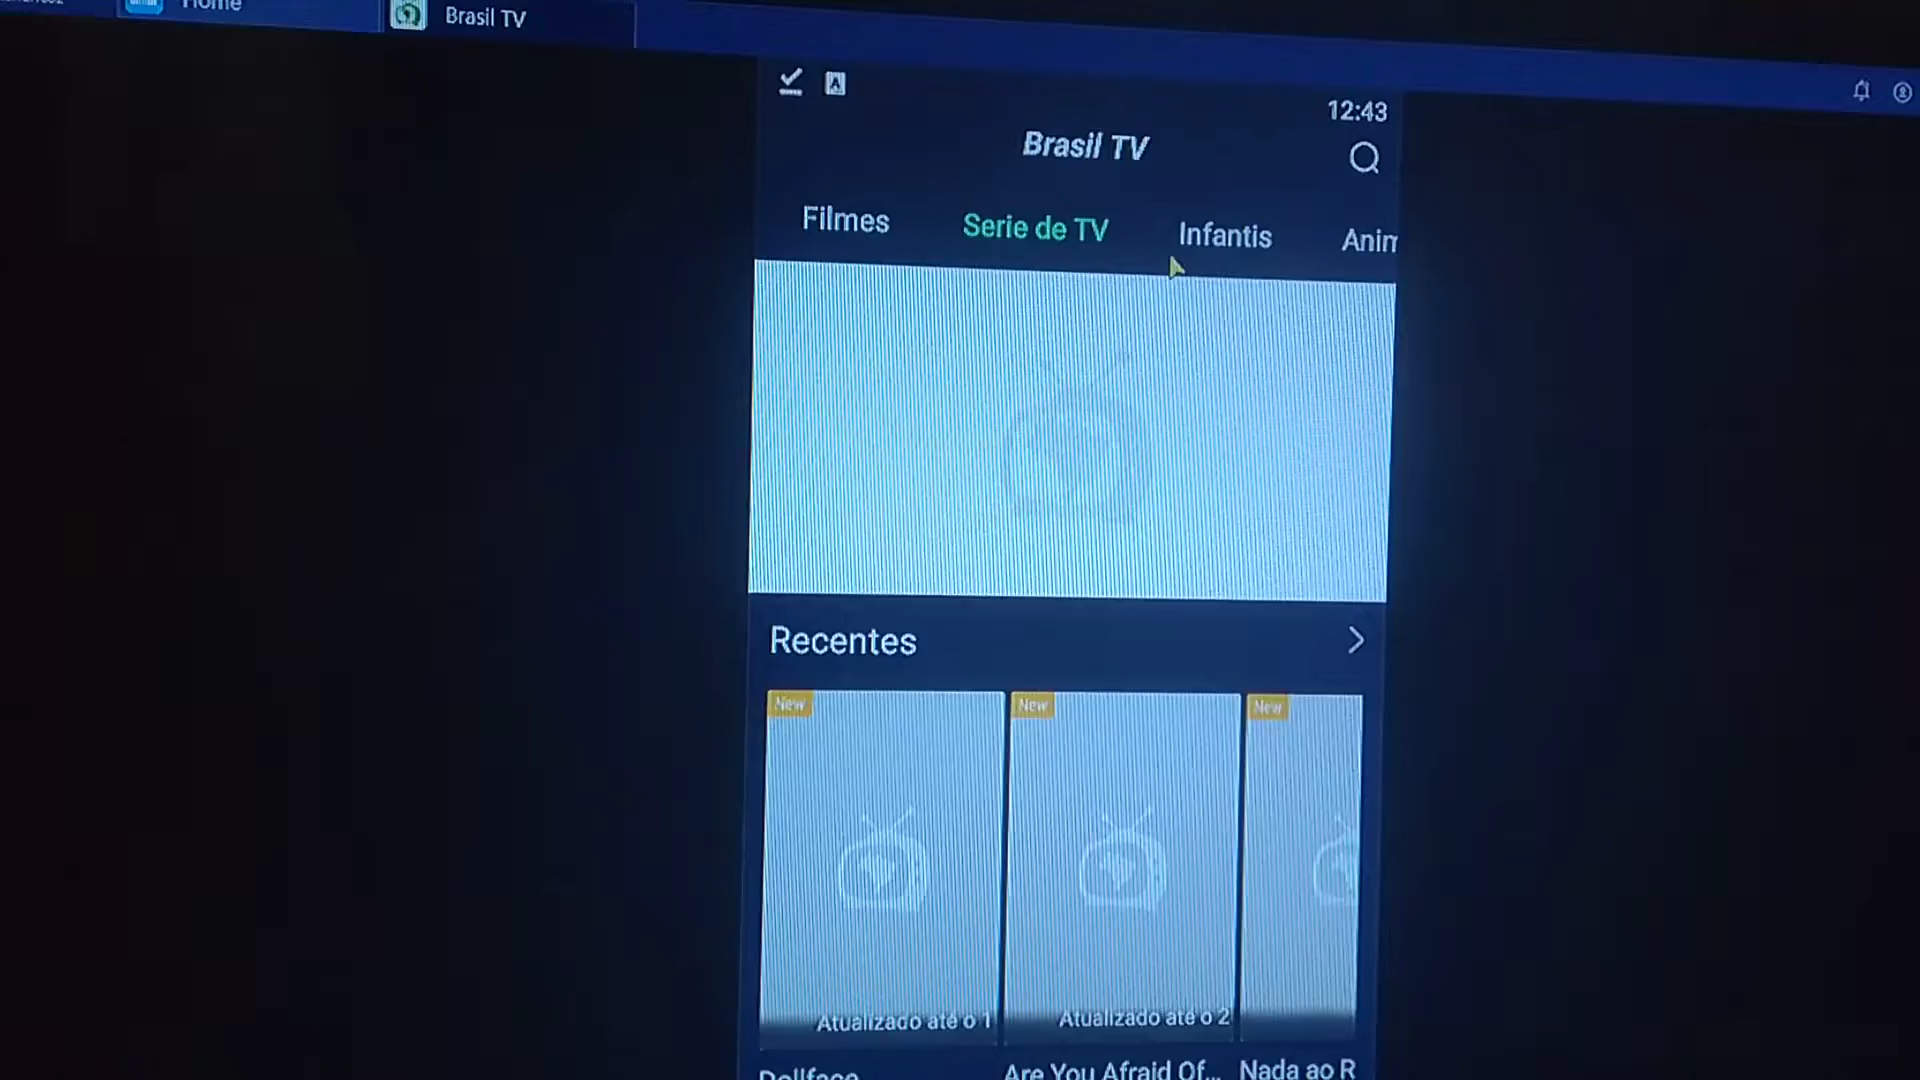 Home
Brasil TV
12:43
Brasil TV
Filmes
Serie de TV
Infantis
Anim
Recentes
New
New
New
Atualizado até o 1
Atualizado até o 2
Dollface
Are You Afraid Of...
Nada ao R